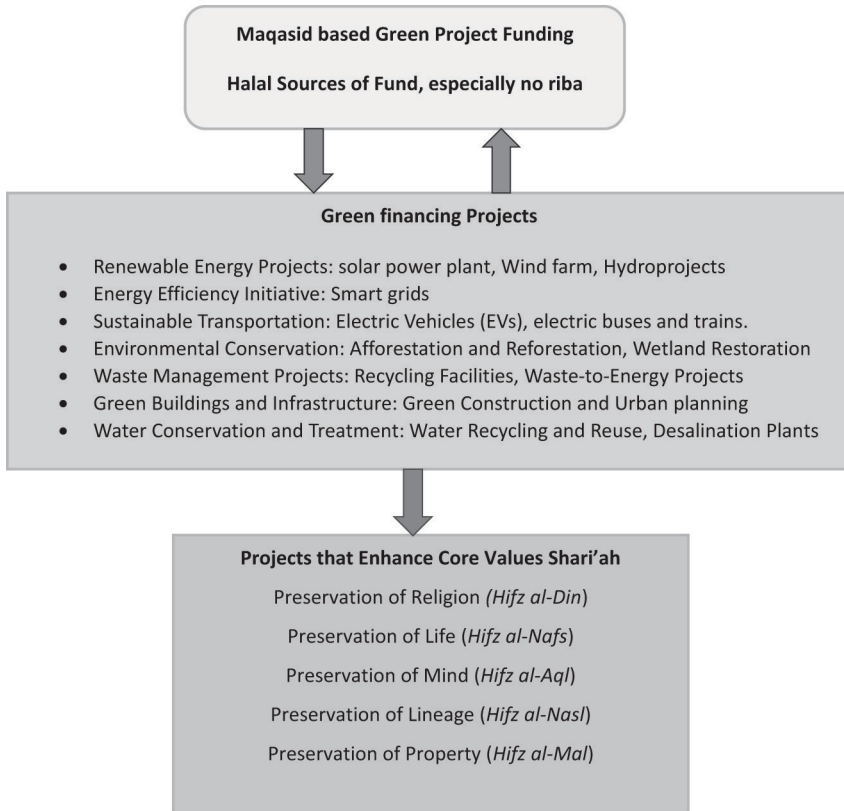 Maqasid based Green Project Funding
Halal Sources of Fund, especially no riba
Green financing Projects
• Renewable Energy Projects: solar power plant, Wind farm, Hydroprojects
• Energy Efficiency Initiative: Smart grids
• Sustainable Transportation: Electric Vehicles (EVs), electric buses and trains.
• Environmental Conservation: Afforestation and Reforestation, Wetland Restoration
• Waste Management Projects: Recycling Facilities, Waste-to-Energy Projects
• Green Buildings and Infrastructure: Green Construction and Urban planning
• Water Conservation and Treatment: Water Recycling and Reuse, Desalination Plants
Projects that Enhance Core Values Shari’ah
Preservation of Religion (Hifz al-Din)
Preservation of Life (Hifz al-Nafs)
Preservation of Mind (Hifz al-Aql)
Preservation of Lineage (Hifz al-Nasl)
Preservation of Property (Hifz al-Mal)